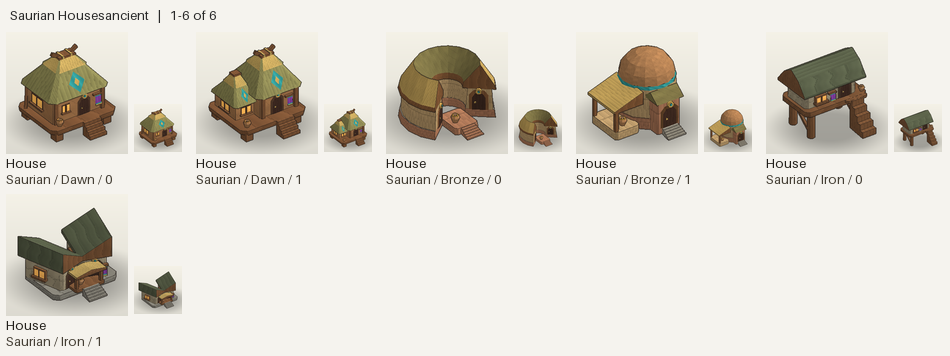 Saurian Housesancient | 1-6 of 6
House
Saurian / Dawn / 0
House
Saurian / Dawn / 1
House
Saurian / Bronze / 0
House
Saurian / Bronze / 1
House
Saurian / Iron / 0
House
Saurian / Iron / 1